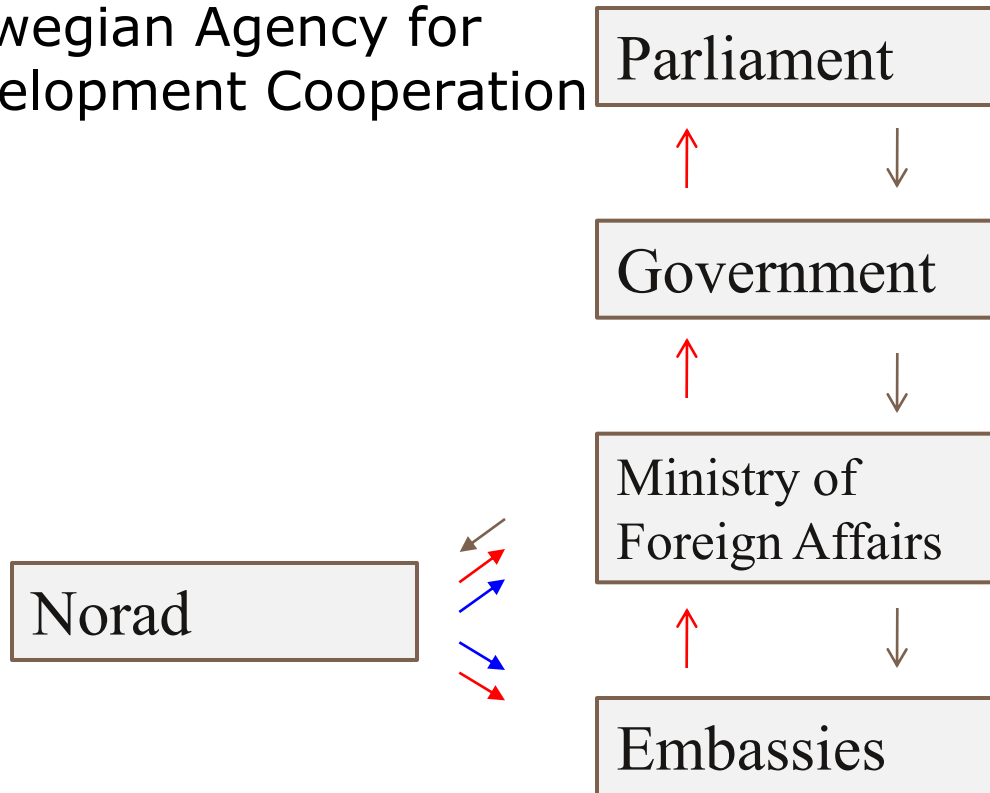 wegian Agency for
elopment Cooperation
Parliament
Government
Ministry of
Foreign Affairs
Norad
Embassies